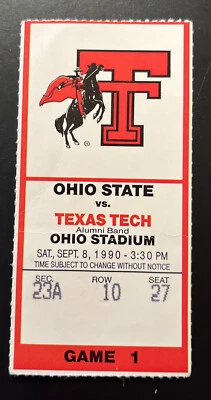 T
®
OHIO STATE
vs.
TEXAS TECH
Alumni Band
OHIO STADIUM
SAT, SEPT. 8, 1990 - 3:30 PM
TIME SUBJECT TO CHANGE WITHOUT NOTICE
SEC. ROW SEAT
23A 10 27
GAME 1